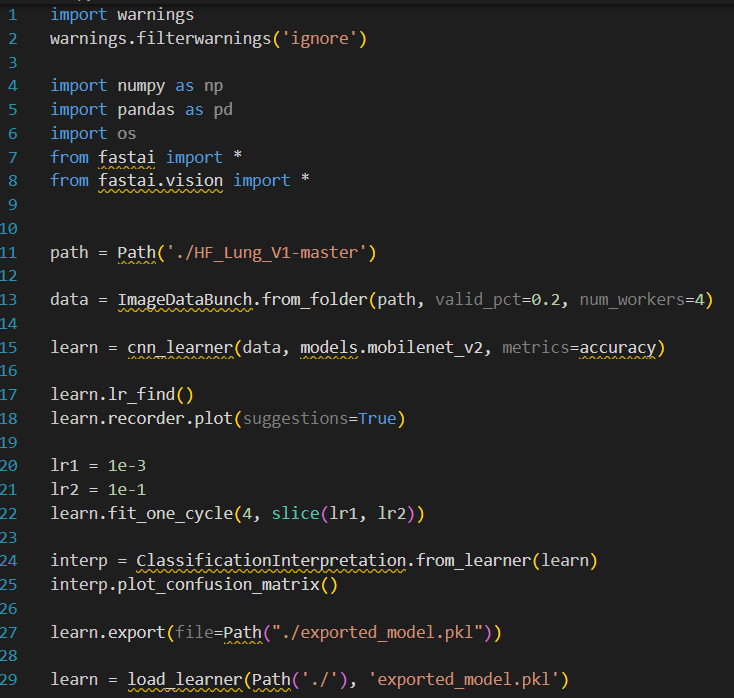 1 import warnings
2 warnings.filterwarnings('ignore')
3
4 import numpy as np
5 import pandas as pd
6 import os
7 from fastai import *
8 from fastai.vision import *
9
10
11 path = Path('./HF_Lung_V1-master')
12
13 data = ImageDataBunch.from_folder(path, valid_pct=0.2, num_workers=4)
14
15 learn = cnn_learner(data, models.mobilenet_v2, metrics=accuracy)
16
17 learn.lr_find()
18 learn.recorder.plot(suggestions=True)
19
20 lr1 = 1e-3
21 lr2 = 1e-1
22 learn.fit_one_cycle(4, slice(lr1, lr2))
23
24 interp = ClassificationInterpretation.from_learner(learn)
25 interp.plot_confusion_matrix()
26
27 learn.export(file=Path("./exported_model.pkl"))
28
29 learn = load_learner(Path('./'), 'exported_model.pkl')